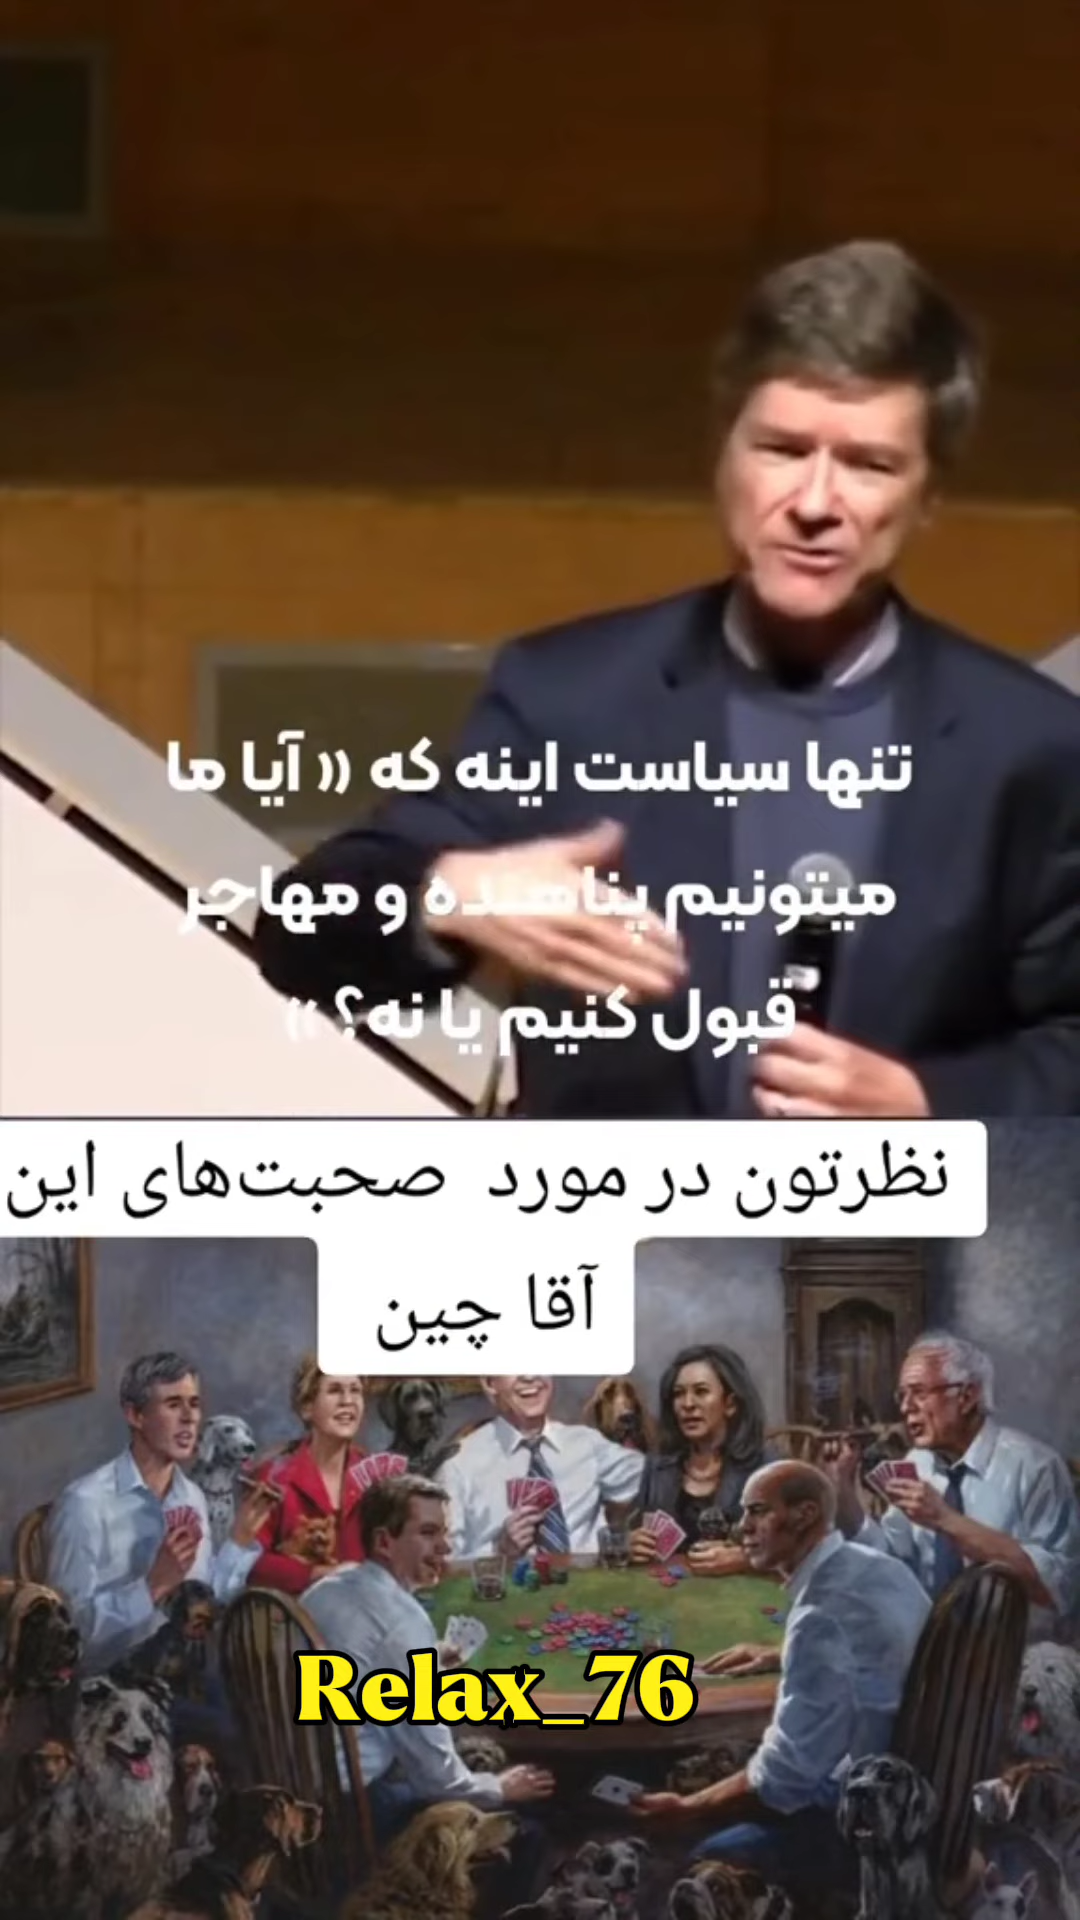 تنها سیاست اینه که (( آیا ما
میتونیم پناهنده و مهاجر
قبول کنیم یا نه؟ ))
نظرتون در مورد صحبت‌های این
آقا چین
Relax_76